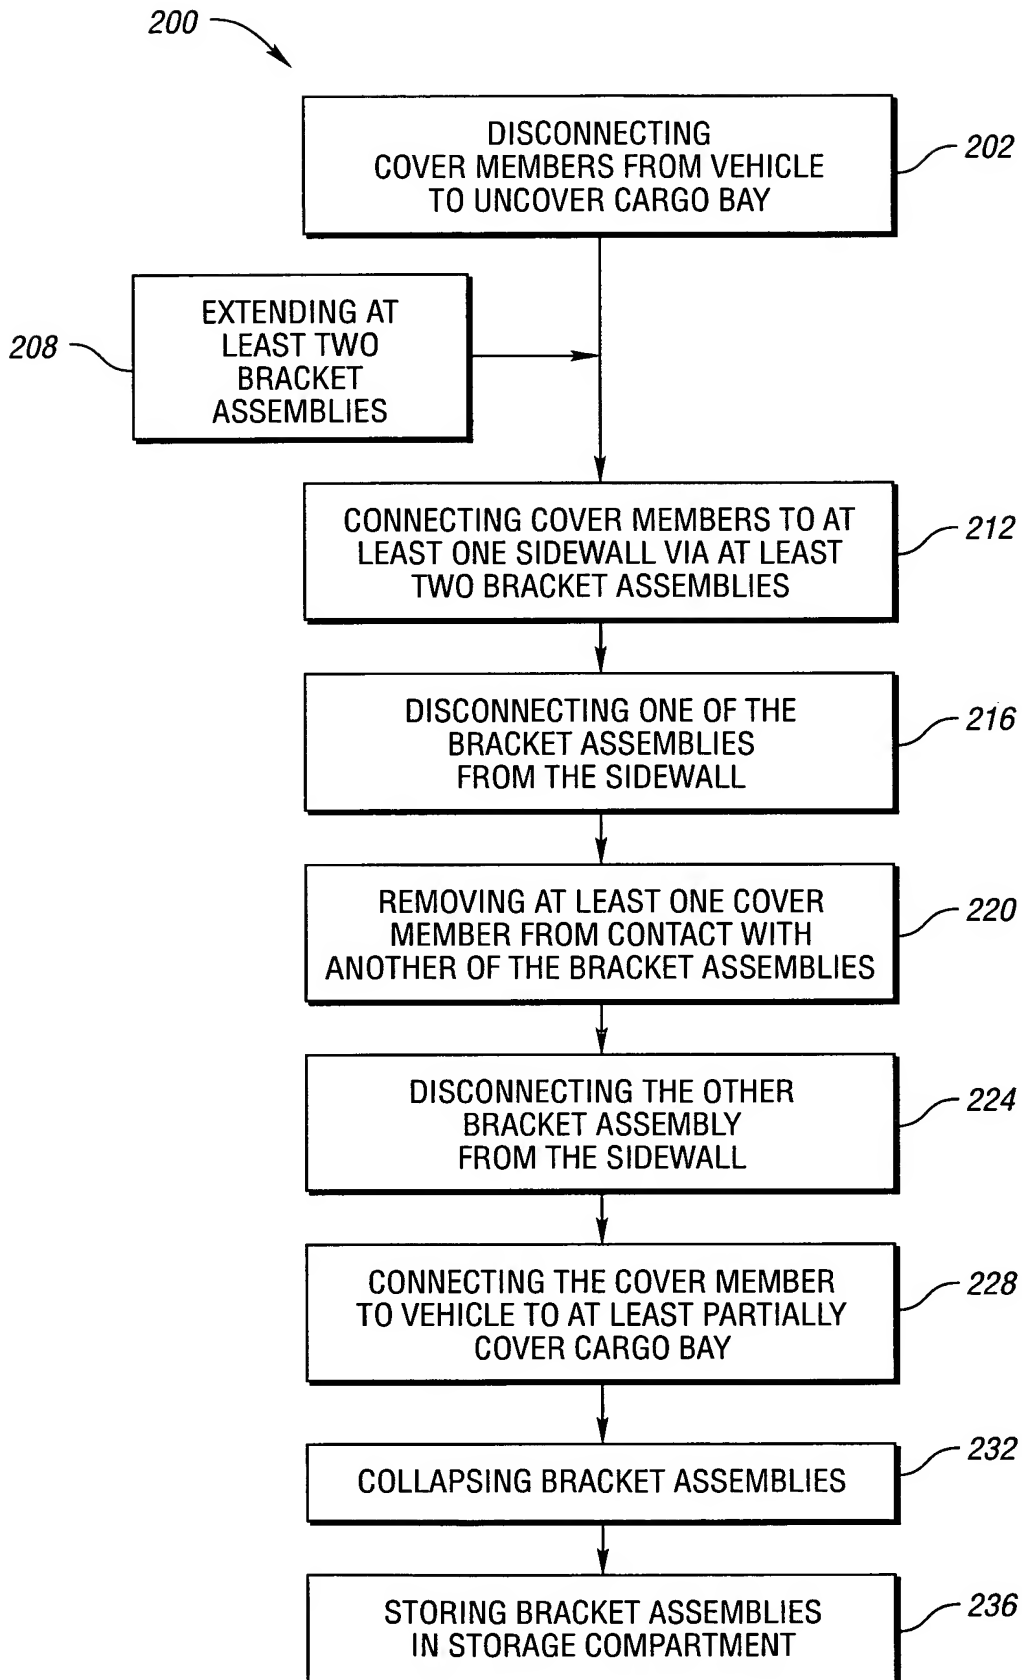 200
DISCONNECTING
COVER MEMBERS FROM VEHICLE
TO UNCOVER CARGO BAY
202
EXTENDING AT
LEAST TWO
BRACKET
ASSEMBLIES
208
CONNECTING COVER MEMBERS TO AT
LEAST ONE SIDEWALL VIA AT LEAST
TWO BRACKET ASSEMBLIES
212
DISCONNECTING ONE OF THE
BRACKET ASSEMBLIES
FROM THE SIDEWALL
216
REMOVING AT LEAST ONE COVER
MEMBER FROM CONTACT WITH
ANOTHER OF THE BRACKET ASSEMBLIES
220
DISCONNECTING THE OTHER
BRACKET ASSEMBLY
FROM THE SIDEWALL
224
CONNECTING THE COVER MEMBER
TO VEHICLE TO AT LEAST PARTIALLY
COVER CARGO BAY
228
COLLAPSING BRACKET ASSEMBLIES
232
STORING BRACKET ASSEMBLIES
IN STORAGE COMPARTMENT
236